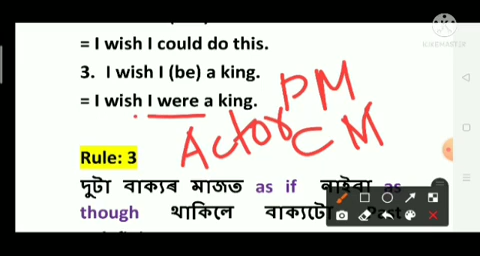 = I wish I could do this.
3. I wish I (be) a king.
= I wish I were a king.
PM
Actor CM
Rule: 3
দুটা বাক্যৰ মাজত as if নাইবা as
though থাকিলে বাক্যটো Past
KINEMASTER